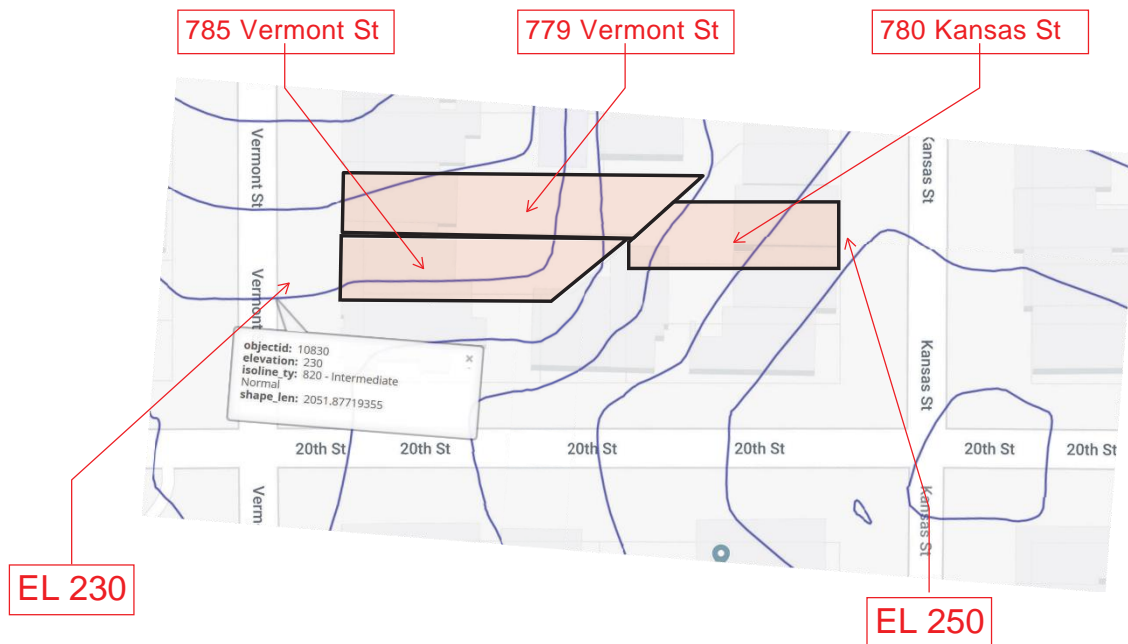 785 Vermont St
779 Vermont St
780 Kansas St
Vermont St
Kansas St
Vermont
objectid: 10830
elevation: 230
isoline_ty: 820 - Intermediate
Normal
shape_len: 2051.87719355
×
Kansas St
20th St
20th St
20th St
20th St
20th St
20th St
Verm
Kansas St
EL 230
EL 250